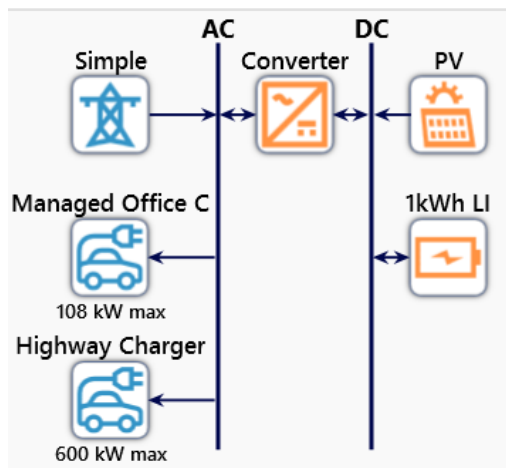 AC
DC
Simple
Converter
PV
Managed Office C
1kWh LI
108 kW max
Highway Charger
600 kW max